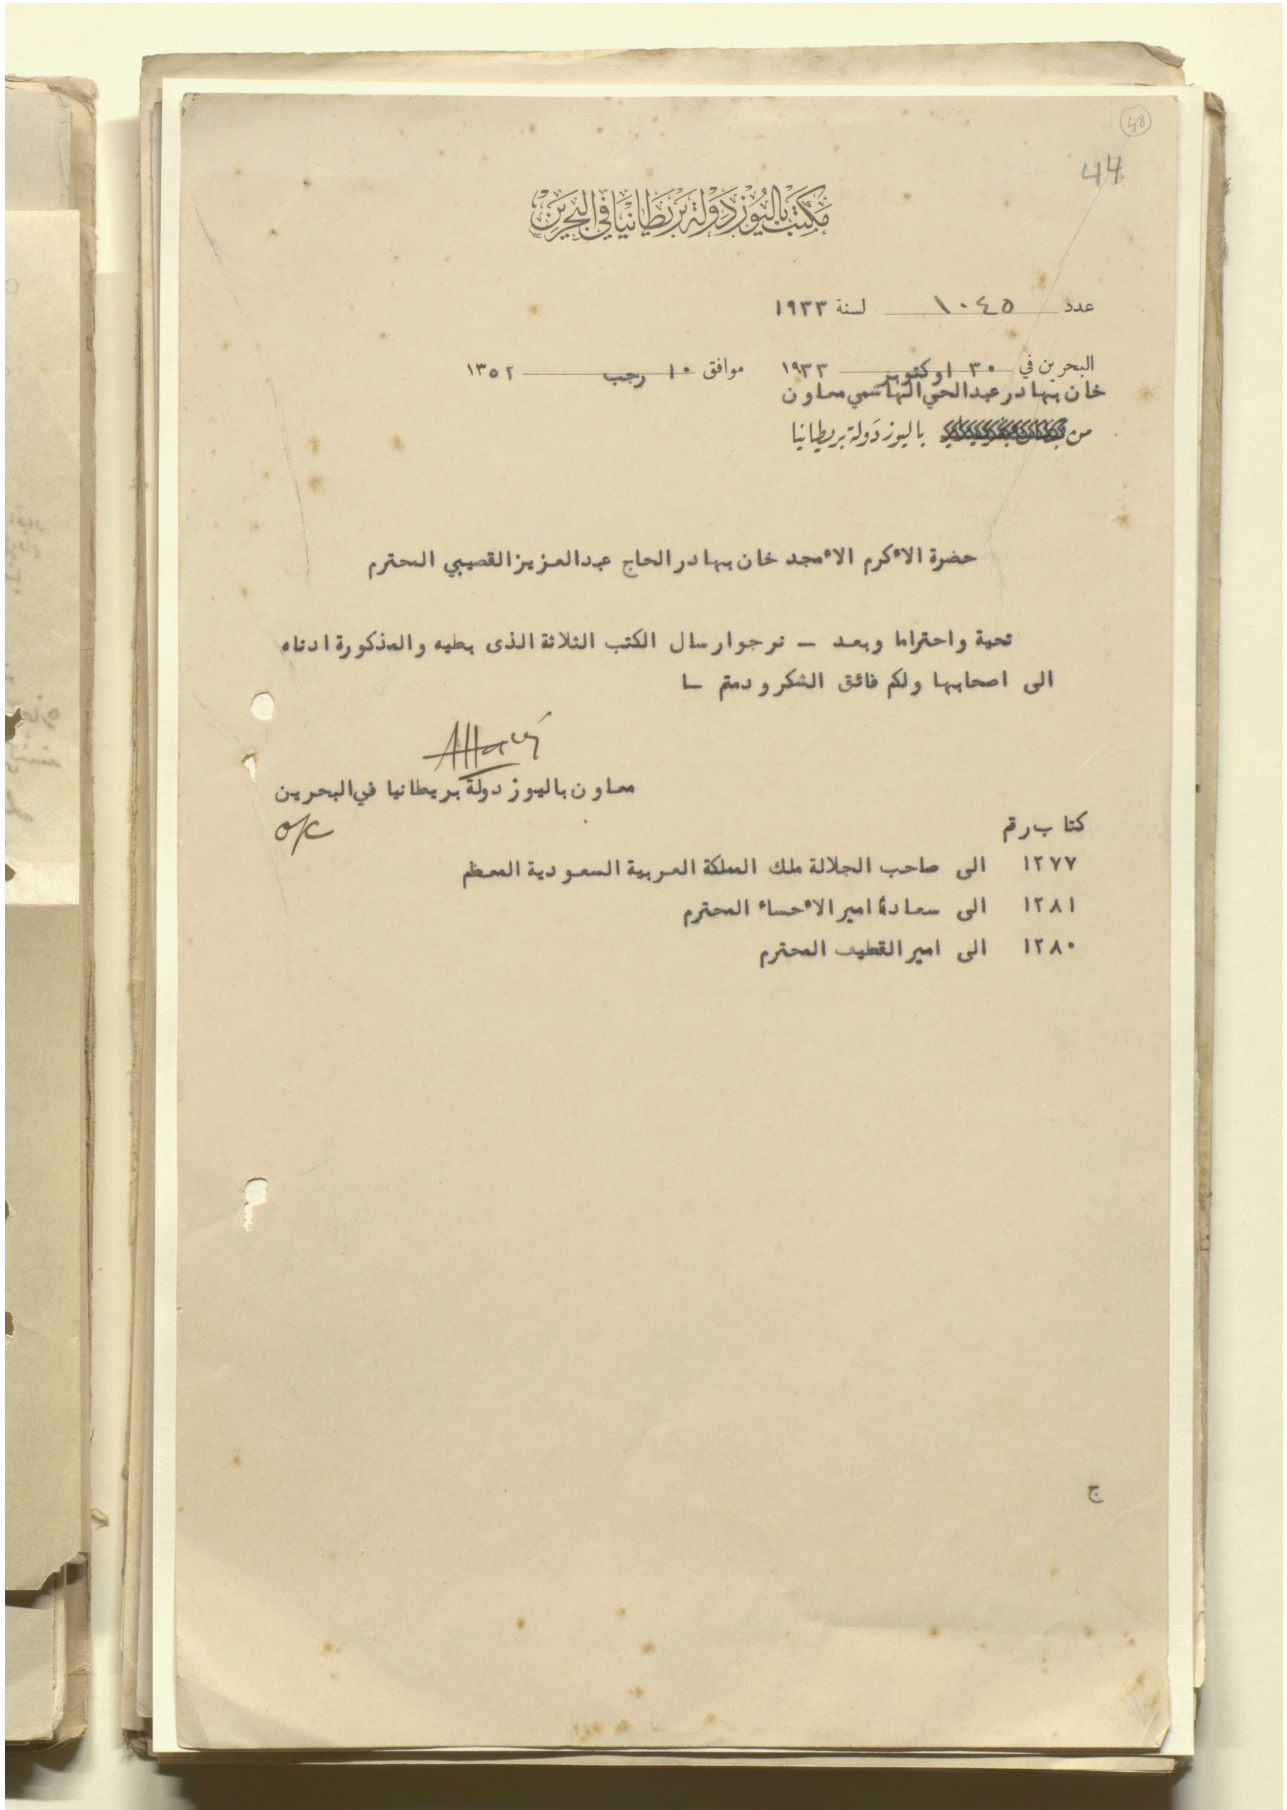 48
44
مكتب باليوز دولة بريطانيا في البحرين
عدد ١٠٤٥ لسنة ١٩٣٣
البحرين في ٣٠ اوكتوبر ١٩٣٣ موافق ١٠ رجب ١٣٥٢
خان بهادر عبدالحي الهاشمي معاون
من باليوز دولة بريطانيا
حضرة الاكرم الامجد خان بهادر الحاج عبدالعزيز القصيبي المحترم
تحية واحتراما وبعد – نرجو ارسال الكتب الثلاثة الذى بطيه والمذكورة ادناه
الى اصحابها ولكم فائق الشكر ودمتم
معاون باليوز دولة بريطانيا في البحرين
كتاب رقم
١٢٧٧ الى صاحب الجلالة ملك المملكة العربية السعودية المعظم
١٢٨١ الى سعادة امير الاحساء المحترم
١٢٨٠ الى امير القطيف المحترم
ج